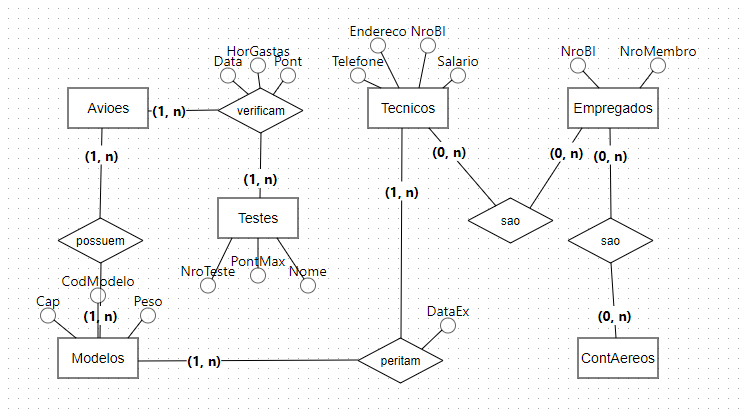 Endereco NroBI
HorGastas
Data Pont
Telefone Salario
NroBI NroMembro
Avioes (1, n) verificam Tecnicos Empregados
(1, n) (0, n) (0, n) (0, n)
(1, n) (1, n)
Testes sao
possuem sao
PontMax
NroTeste Nome
CodModelo
Cap (1, n) Peso
DataEx (0, n)
Modelos (1, n) peritam ContAereos